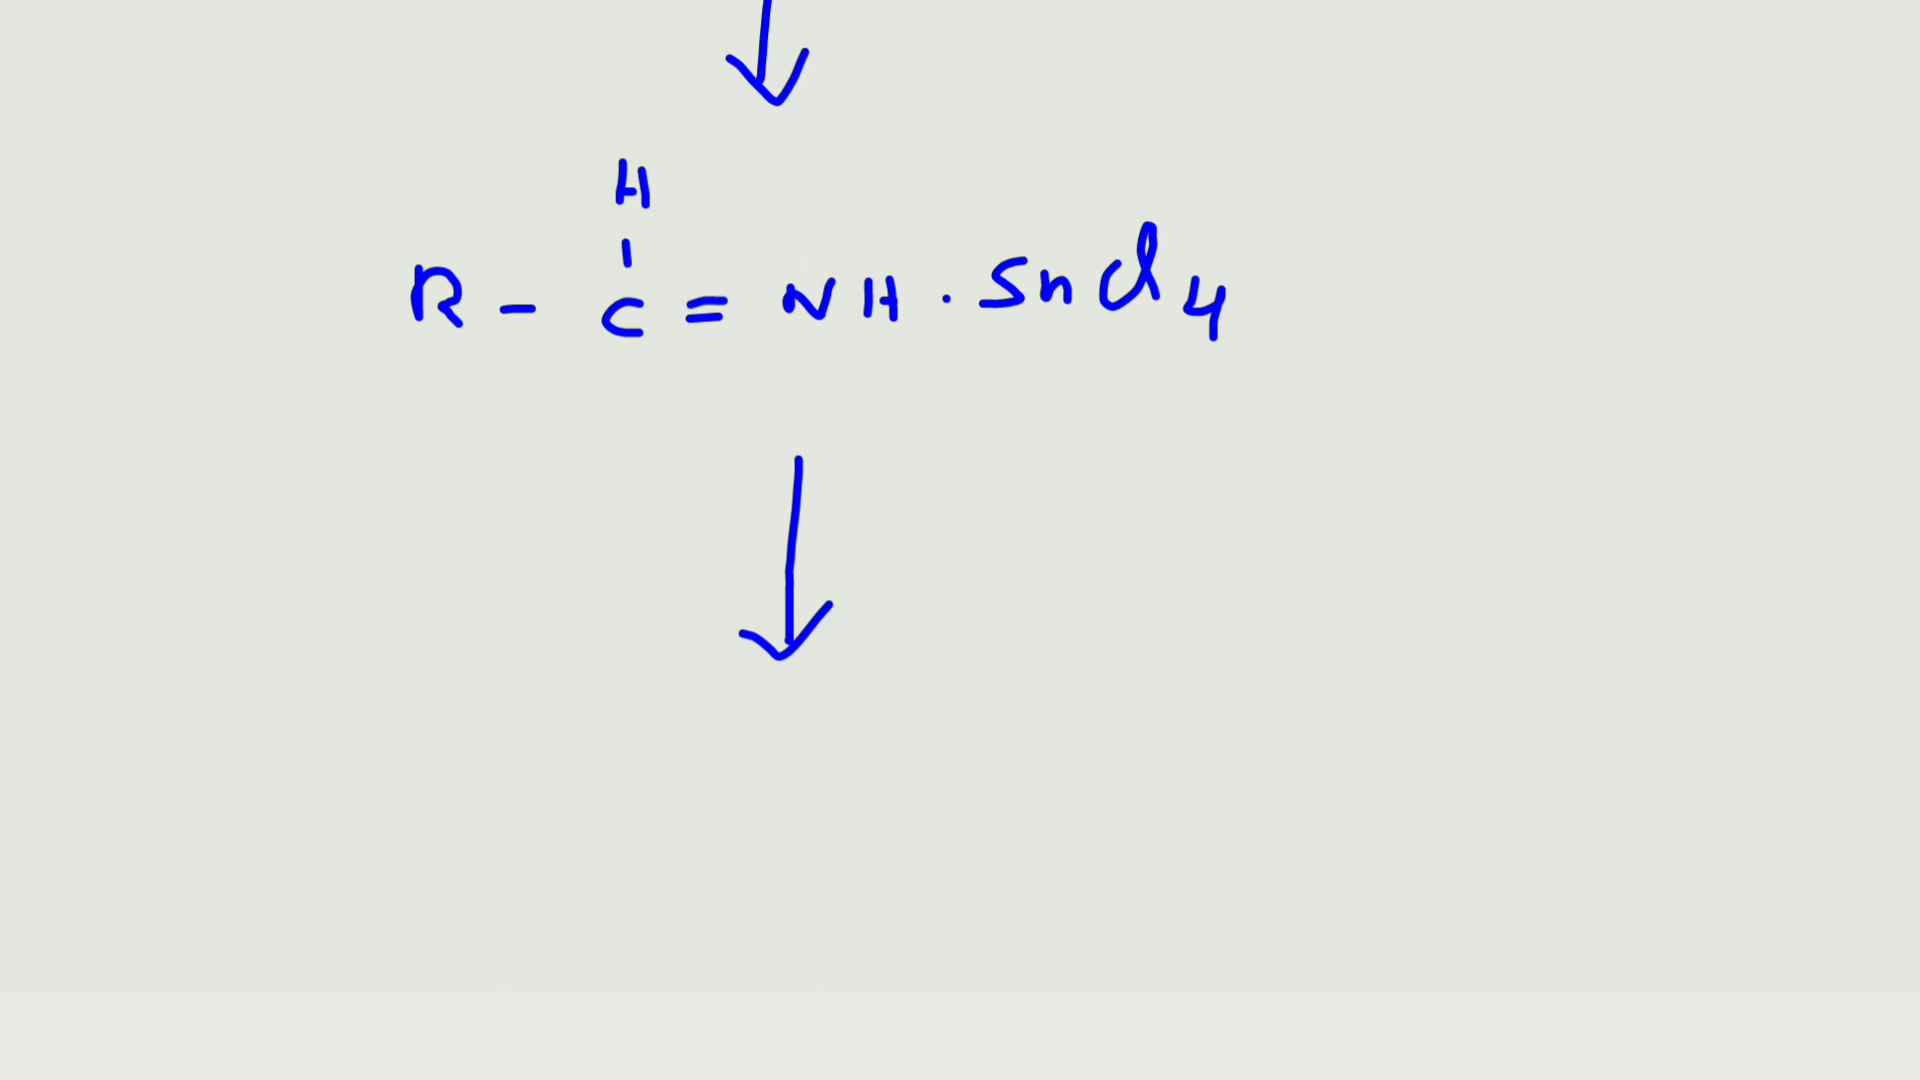 H
R - C = NH . SnCl4